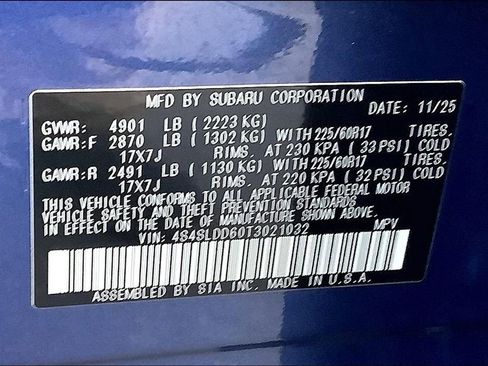 MFD BY SUBARU CORPORATION DATE: 11/25
GVWR: 4901 LB ( 2223 KG)
GAWR:F 2870 LB ( 1302 KG) WITH 225/60R17 TIRES.
17X7J RIMS. AT 230 KPA ( 33 PSI) COLD
GAWR:R 2491 LB ( 1130 KG) WITH 225/60R17 TIRES.
17X7J RIMS. AT 220 KPA ( 32 PSI) COLD
THIS VEHICLE CONFORMS TO ALL APPLICABLE FEDERAL MOTOR
VEHICLE SAFETY AND THEFT PREVENTION STANDARDS
IN EFFECT ON THE DATE OF MANUFACTURE SHOWN ABOVE.
VIN: 4S4SLDD60T3021032 MPV
ASSEMBLED BY SIA INC. MADE IN U.S.A.